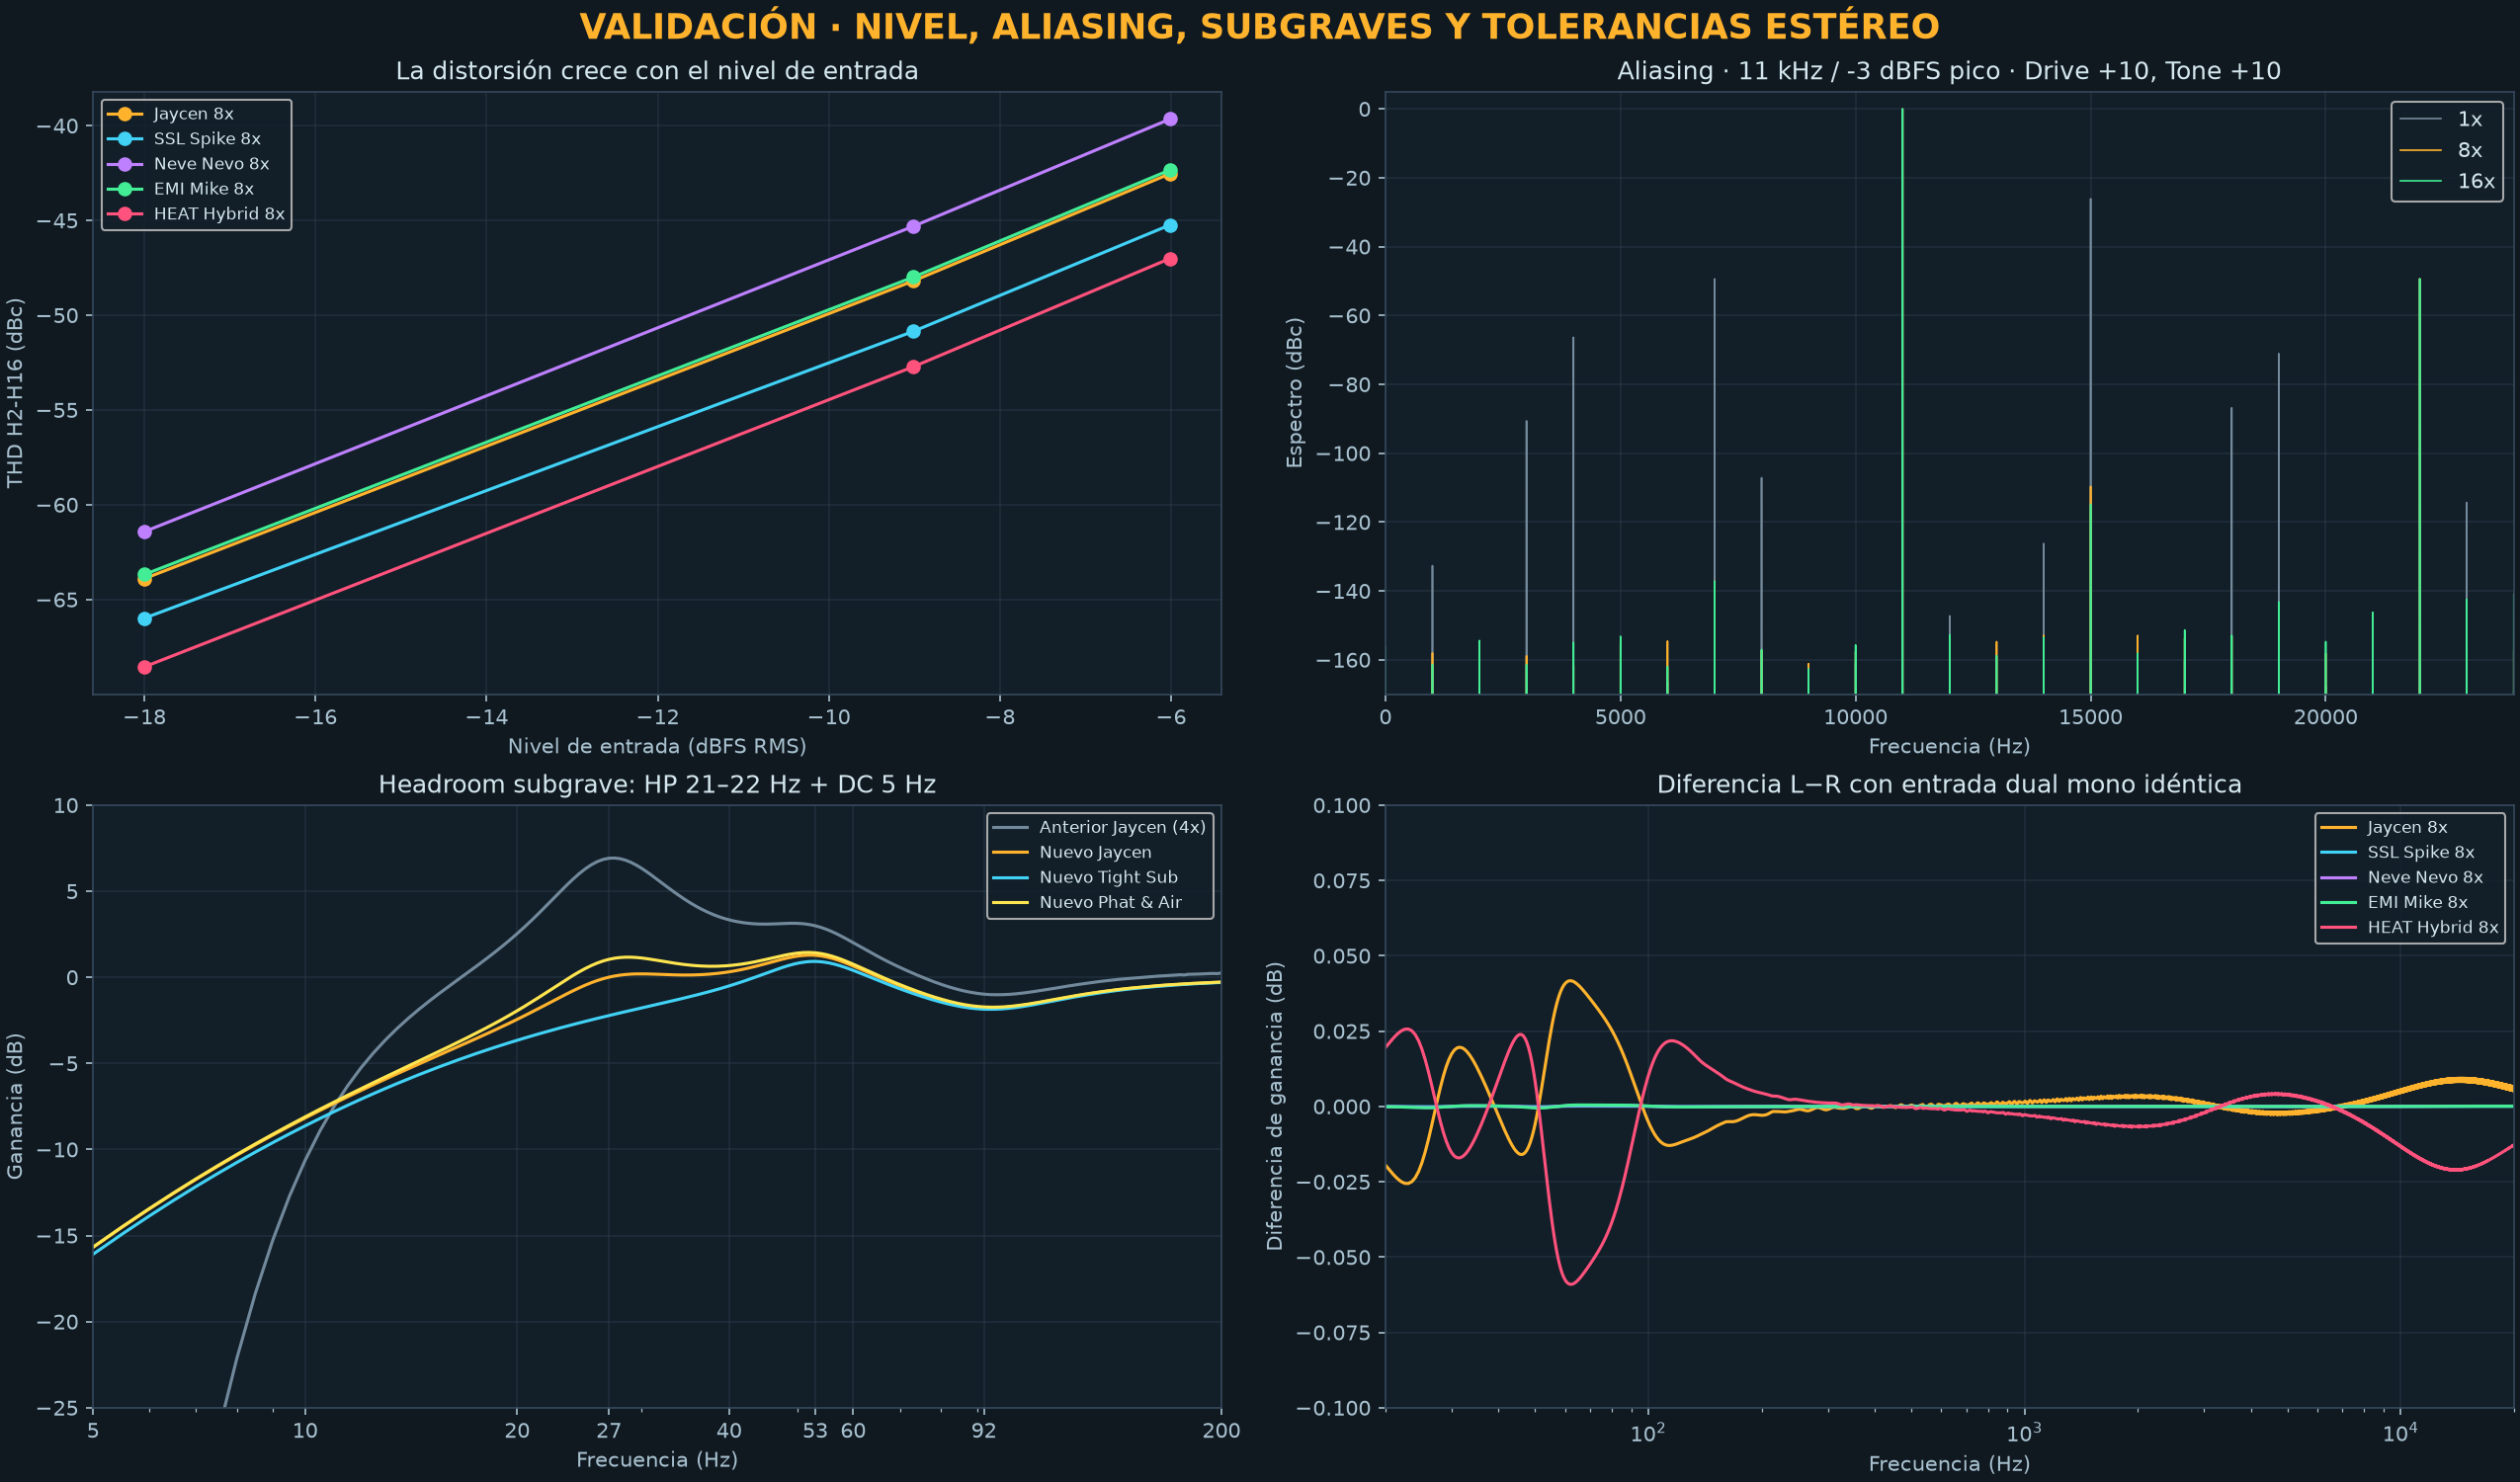 VALIDACIÓN · NIVEL, ALIASING, SUBGRAVES Y TOLERANCIAS ESTÉREO
La distorsión crece con el nivel de entrada
Jaycen 8x
SSL Spike 8x
Neve Nevo 8x
EMI Mike 8x
HEAT Hybrid 8x
THD H2-H16 (dBc)
−40
−45
−50
−55
−60
−65
−18 −16 −14 −12 −10 −8 −6
Nivel de entrada (dBFS RMS)
Aliasing · 11 kHz / -3 dBFS pico · Drive +10, Tone +10
1x
8x
16x
Espectro (dBc)
0
−20
−40
−60
−80
−100
−120
−140
−160
0 5000 10000 15000 20000
Frecuencia (Hz)
Headroom subgrave: HP 21–22 Hz + DC 5 Hz
Anterior Jaycen (4x)
Nuevo Jaycen
Nuevo Tight Sub
Nuevo Phat & Air
Ganancia (dB)
10
5
0
−5
−10
−15
−20
−25
5 10 20 27 40 53 60 92 200
Frecuencia (Hz)
Diferencia L−R con entrada dual mono idéntica
Jaycen 8x
SSL Spike 8x
Neve Nevo 8x
EMI Mike 8x
HEAT Hybrid 8x
Diferencia de ganancia (dB)
0.100
0.075
0.050
0.025
0.000
−0.025
−0.050
−0.075
−0.100
10² 10³ 10⁴
Frecuencia (Hz)